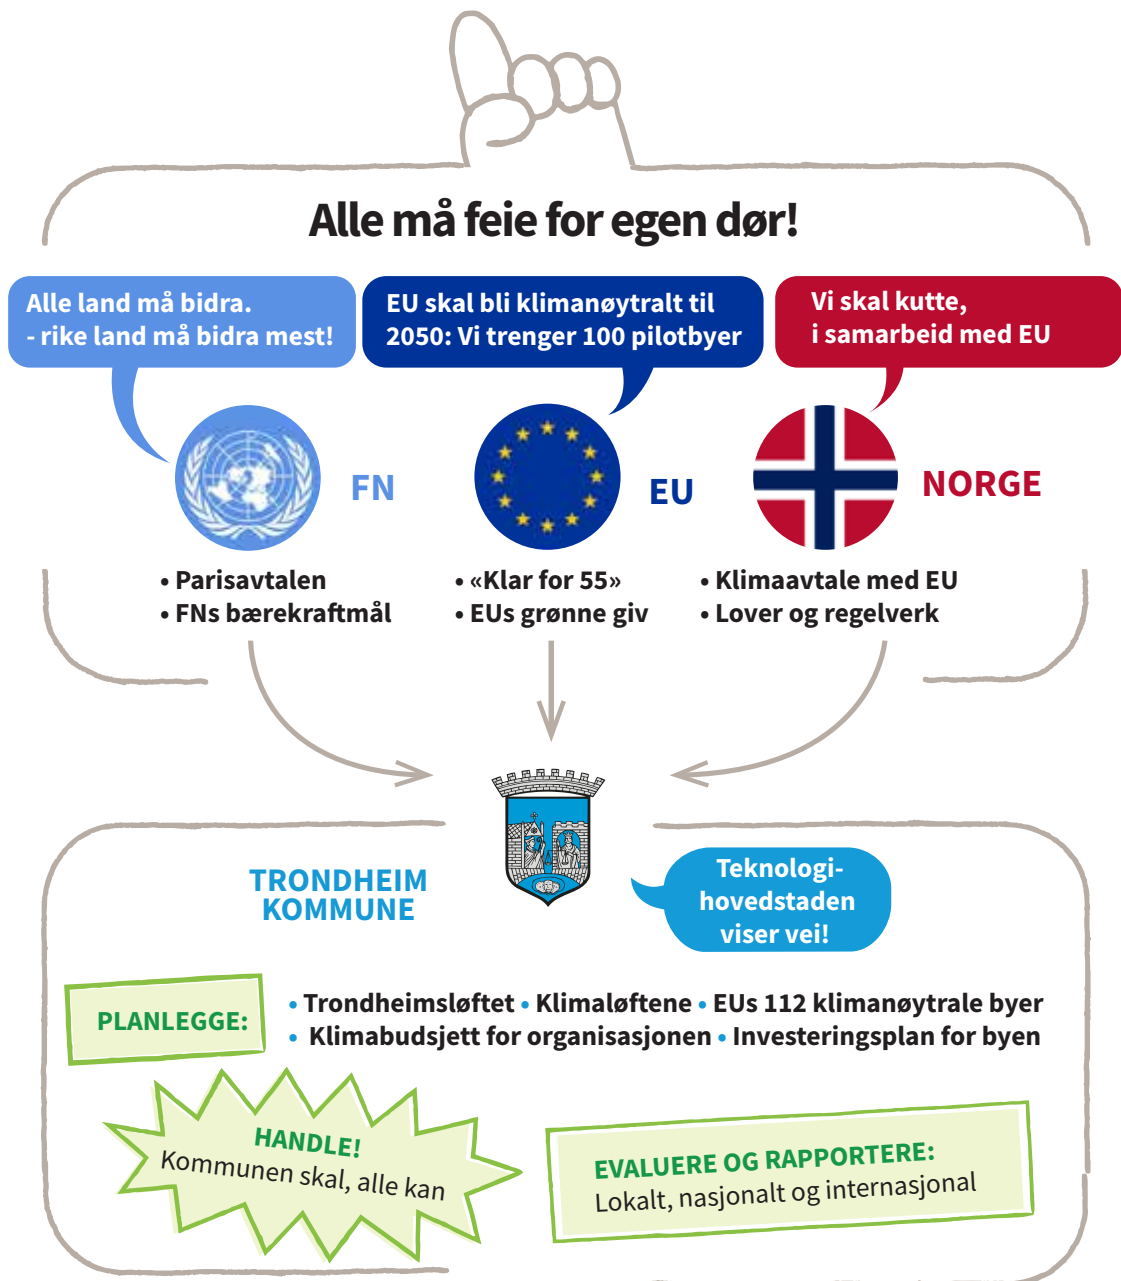 Alle må feie for egen dør!
Alle land må bidra.
- rike land må bidra mest!
EU skal bli klimanøytralt til
2050: Vi trenger 100 pilotbyer
Vi skal kutte,
i samarbeid med EU
FN
EU
NORGE
• Parisavtalen
• FNs bærekraftmål
• «Klar for 55»
• EUs grønne giv
• Klimaavtale med EU
• Lover og regelverk
TRONDHEIM
KOMMUNE
Teknologi-
hovedstaden
viser vei!
PLANLEGGE:
• Trondheimsløftet • Klimaløftene • EUs 112 klimanøytrale byer
• Klimabudsjett for organisasjonen • Investeringsplan for byen
HANDLE!
Kommunen skal, alle kan
EVALUERE OG RAPPORTERE:
Lokalt, nasjonalt og internasjonal